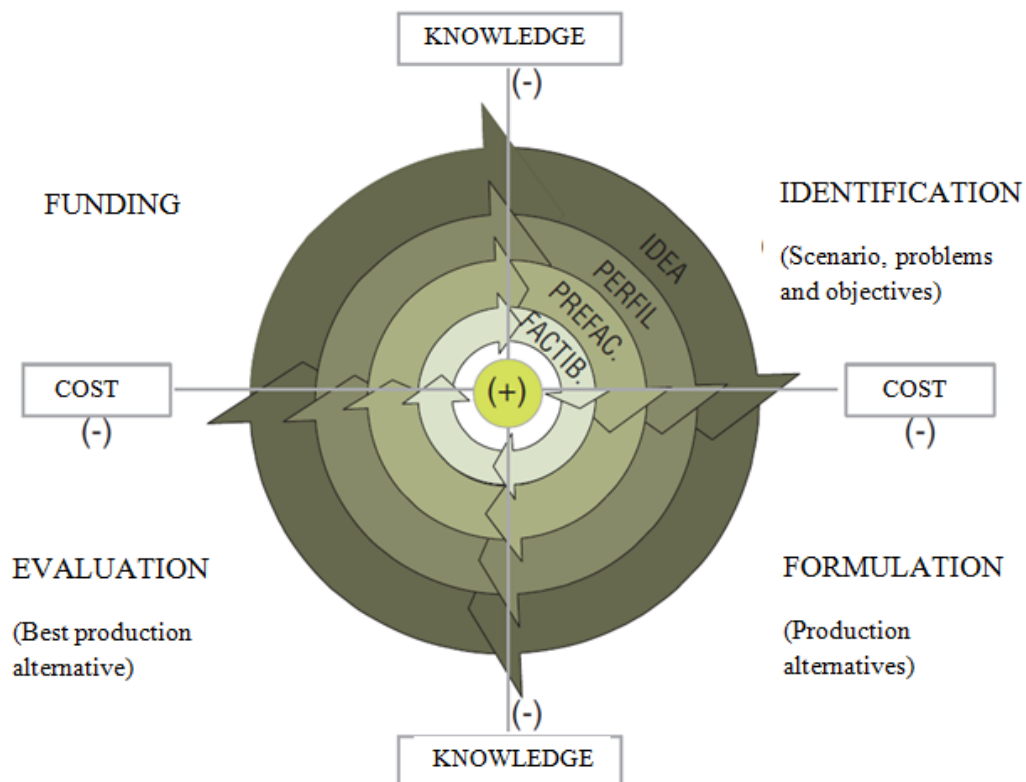 KNOWLEDGE
(-)
FUNDING
IDENTIFICATION
(Scenario, problems
and objectives)
IDEA
PERFIL
PREFAC.
FACTIB.
COST
(-)
(+)
COST
(-)
EVALUATION
(Best production
alternative)
FORMULATION
(Production
alternatives)
(-)
KNOWLEDGE